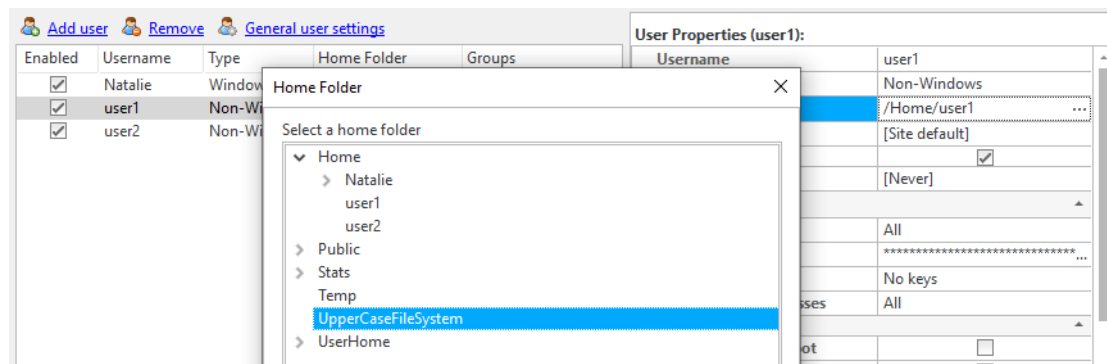 Add user Remove General user settings
Enabled Username Type Home Folder Groups
Natalie Window
user1 Non-Wi
user2 Non-Wi
Home Folder
Select a home folder
Home
Natalie
user1
user2
Public
Stats
Temp
UpperCaseFileSystem
UserHome
User Properties (user1):
Username user1
Non-Windows
/Home/user1 ...
[Site default]
[Never]
All
******************************...
No keys
sses All
ot